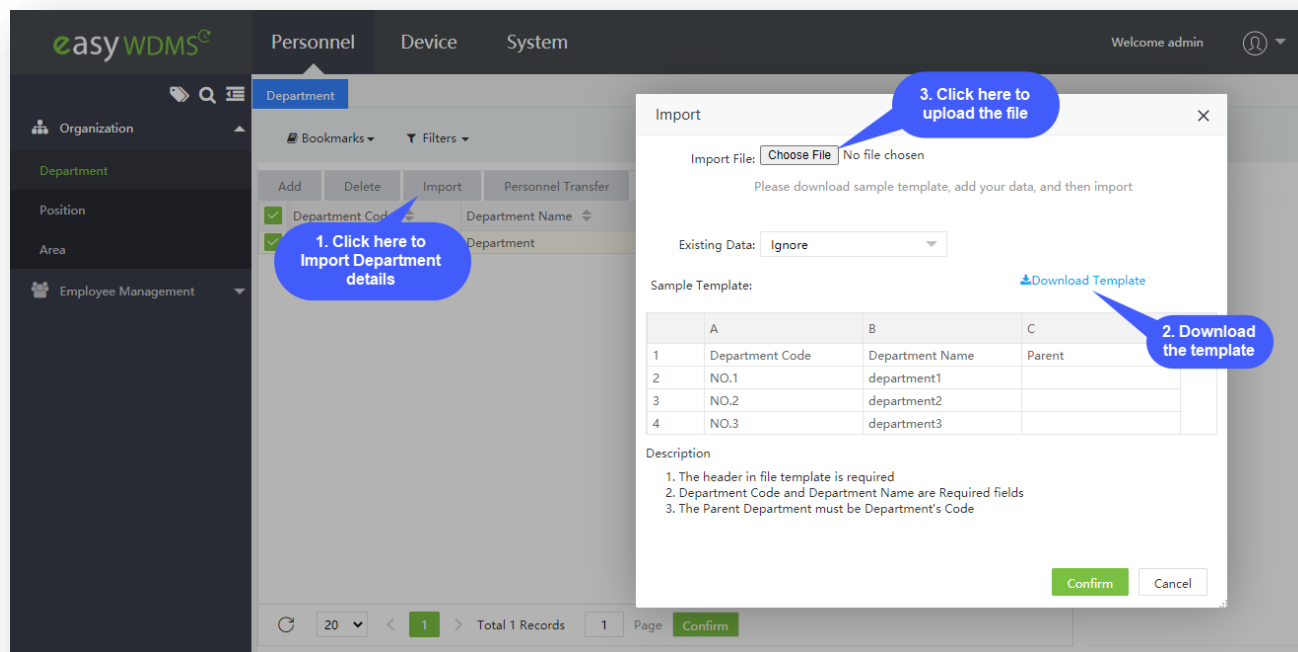 easy WDMS
Personnel
Device
System
Welcome admin
Organization
Department
Position
Area
Employee Management
Department
Bookmarks
Filters
Add
Delete
Import
Personnel Transfer
Department Cod
Department Name
Department
1. Click here to
Import Department
details
Import
3. Click here to
upload the file
Import File:
Choose File
No file chosen
Please download sample template, add your data, and then import
Existing Data:
Ignore
Sample Template:
Download Template
2. Download
the template
A B C
1 Department Code Department Name Parent
2 NO.1 department1
3 NO.2 department2
4 NO.3 department3
Description
1. The header in file template is required
2. Department Code and Department Name are Required fields
3. The Parent Department must be Department's Code
Confirm
Cancel
20
1
Total 1 Records
1
Page
Confirm